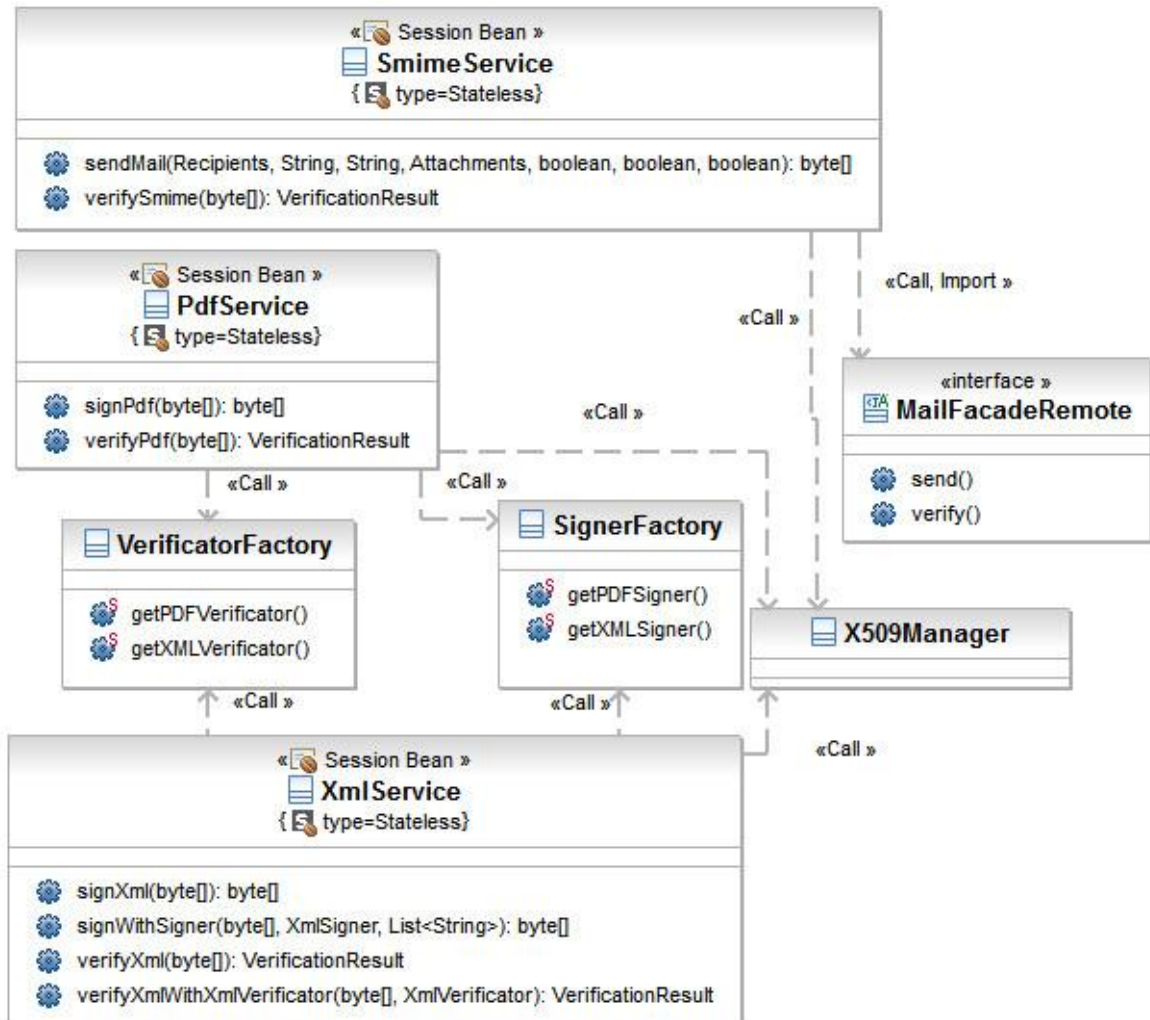 «Session Bean »
SmimeService
{ S type=Stateless}
sendMail(Recipients, String, String, Attachments, boolean, boolean, boolean): byte[]
verifySmime(byte[]): VerificationResult
«Session Bean »
PdfService
{ S type=Stateless}
signPdf(byte[]): byte[]
verifyPdf(byte[]): VerificationResult
«Call, Import »
«Call »
«interface »
MailFacadeRemote
send()
verify()
«Call »
«Call »
«Call »
VerificatorFactory
getPDFVerificator()
getXMLVerificator()
SignerFactory
getPDFSigner()
getXMLSigner()
X509Manager
«Call »
«Call »
«Call »
«Session Bean »
XmlService
{ S type=Stateless}
signXml(byte[]): byte[]
signWithSigner(byte[], XmlSigner, List<String>): byte[]
verifyXml(byte[]): VerificationResult
verifyXmlWithXmlVerificator(byte[], XmlVerificator): VerificationResult